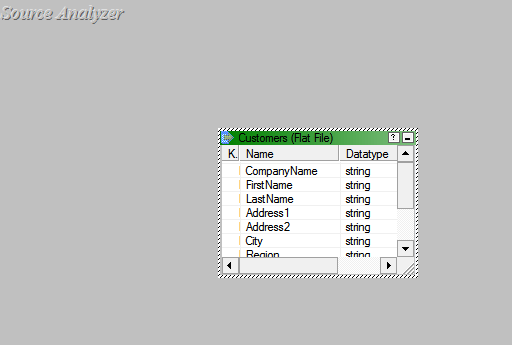 Source Analyzer
Customers (Flat File) ?
K. Name Datatype
CompanyName string
FirstName string
LastName string
Address1 string
Address2 string
City string
Region string